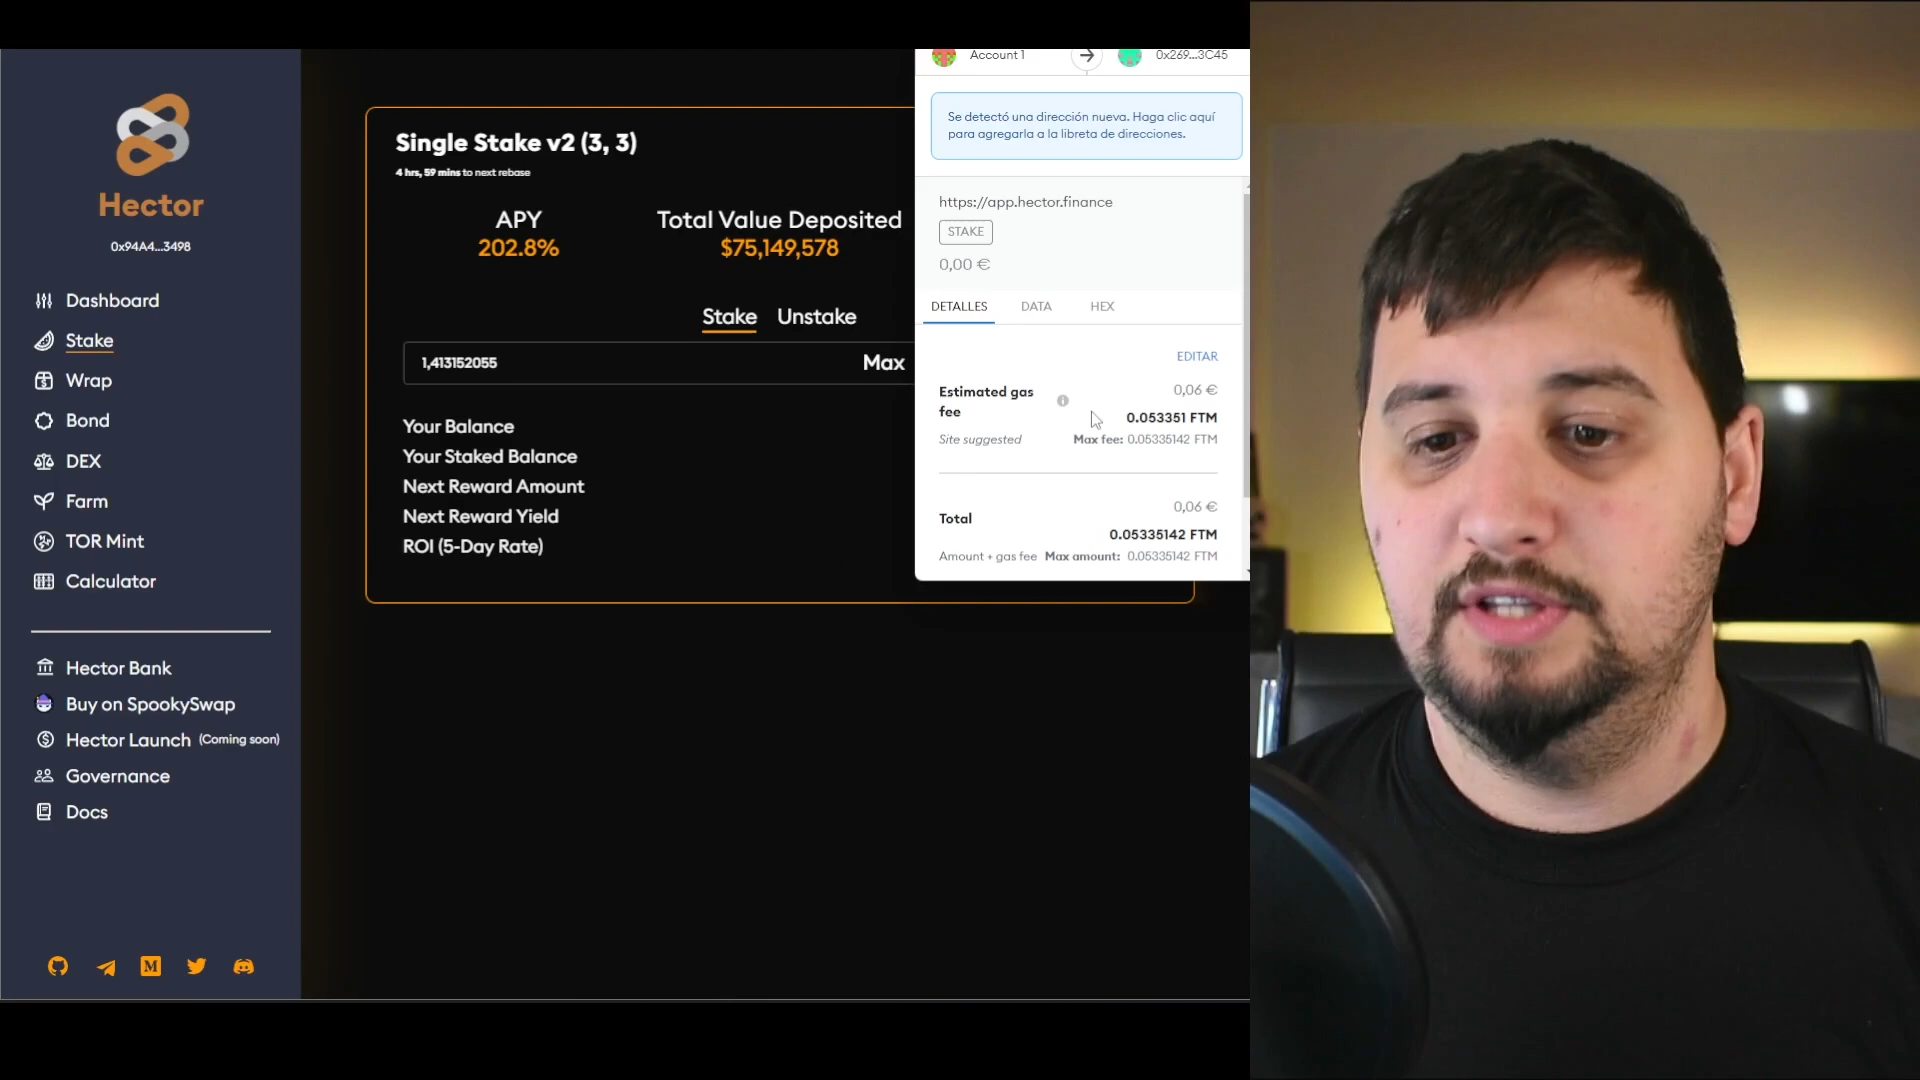 Hector
0x94A4...3498
Dashboard
Stake
Wrap
Bond
DEX
Farm
TOR Mint
Calculator
Hector Bank
Buy on SpookySwap
Hector Launch (Coming soon)
Governance
Docs
Single Stake v2 (3, 3)
4 hrs, 59 mins to next rebase
APY
202.8%
Total Value Deposited
$75,149,578
Stake Unstake
1,413152055 Max
Your Balance
Your Staked Balance
Next Reward Amount
Next Reward Yield
ROI (5-Day Rate)
Account 1 0x269...3C45
Se detectó una dirección nueva. Haga clic aquí
para agregarla a la libreta de direcciones.
https://app.hector.finance
STAKE
0,00 €
DETALLES DATA HEX
EDITAR
Estimated gas
fee
0,06 €
0.053351 FTM
Site suggested Max fee: 0.05335142 FTM
0,06 €
Total
0.05335142 FTM
Amount + gas fee Max amount: 0.05335142 FTM